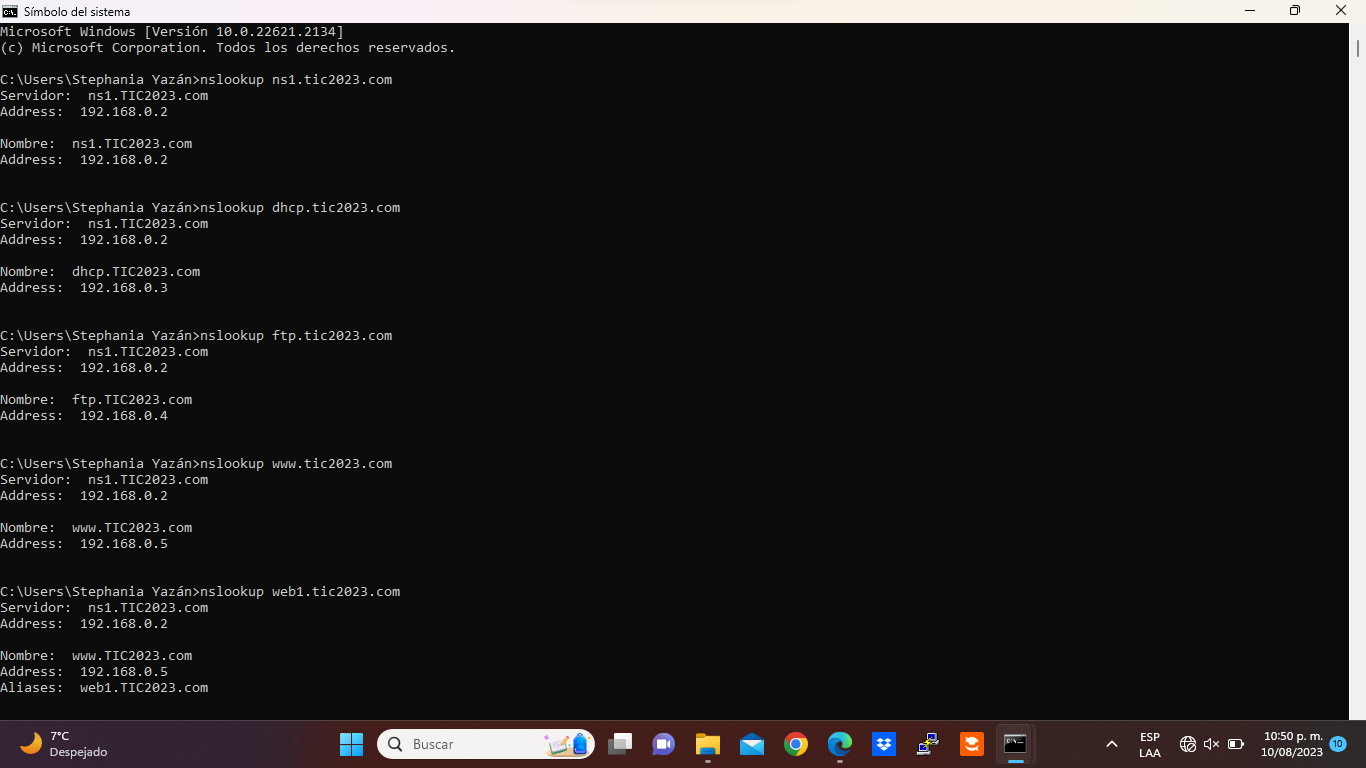 Símbolo del sistema
Microsoft Windows [Versión 10.0.22621.2134]
(c) Microsoft Corporation. Todos los derechos reservados.
C:\Users\Stephania Yazán>nslookup ns1.tic2023.com
Servidor:  ns1.TIC2023.com
Address:  192.168.0.2
Nombre:  ns1.TIC2023.com
Address:  192.168.0.2
C:\Users\Stephania Yazán>nslookup dhcp.tic2023.com
Servidor:  ns1.TIC2023.com
Address:  192.168.0.2
Nombre:  dhcp.TIC2023.com
Address:  192.168.0.3
C:\Users\Stephania Yazán>nslookup ftp.tic2023.com
Servidor:  ns1.TIC2023.com
Address:  192.168.0.2
Nombre:  ftp.TIC2023.com
Address:  192.168.0.4
C:\Users\Stephania Yazán>nslookup www.tic2023.com
Servidor:  ns1.TIC2023.com
Address:  192.168.0.2
Nombre:  www.TIC2023.com
Address:  192.168.0.5
C:\Users\Stephania Yazán>nslookup web1.tic2023.com
Servidor:  ns1.TIC2023.com
Address:  192.168.0.2
Nombre:  www.TIC2023.com
Address:  192.168.0.5
Aliases:  web1.TIC2023.com
7°C
Despejado
Buscar
ESP
LAA
10:50 p. m.
10/08/2023
10